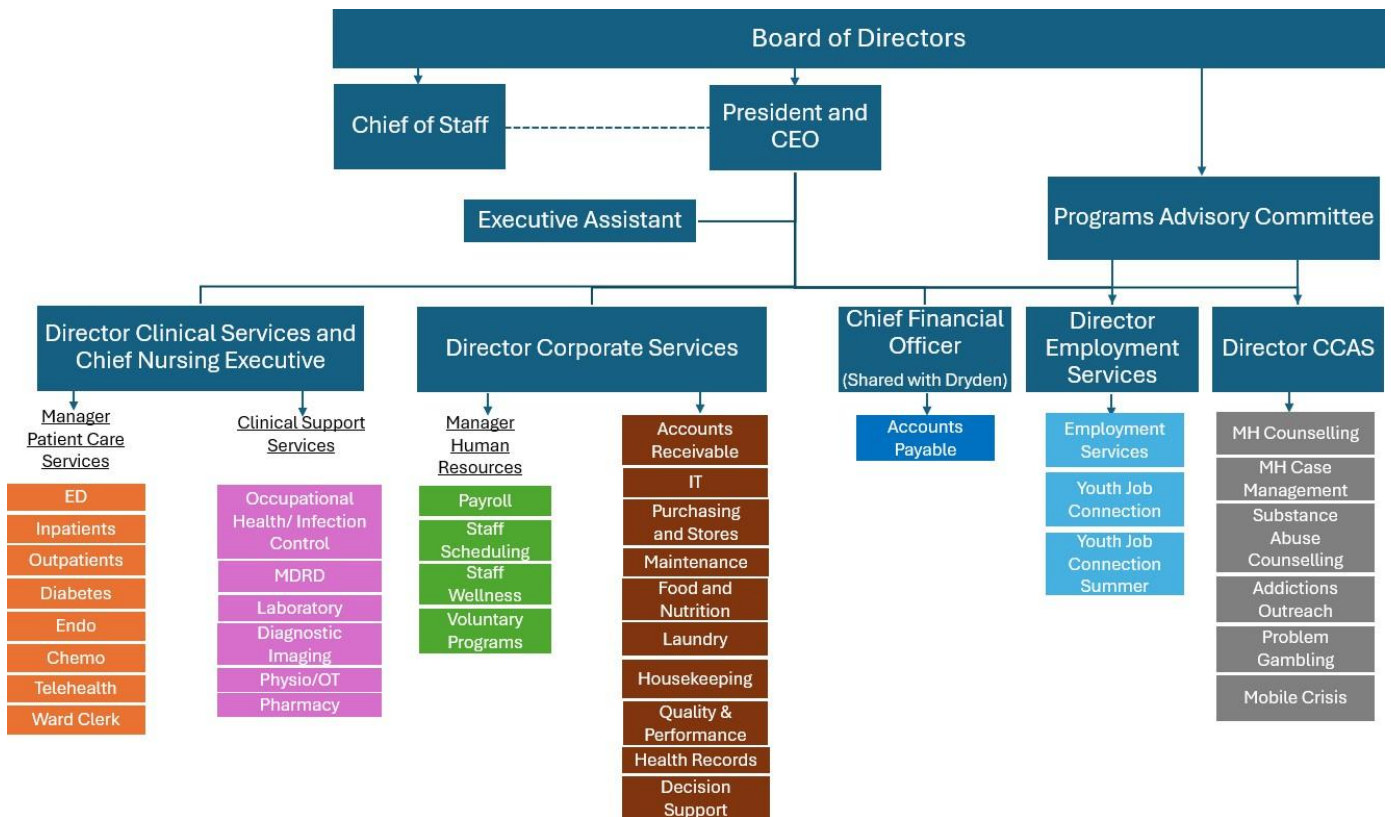 Board of Directors
Chief of Staff
President and
CEO
Executive Assistant
Programs Advisory Committee
Director Clinical Services and
Chief Nursing Executive
Director Corporate Services
Chief Financial
Officer
(Shared with Dryden)
Director
Employment
Services
Director CCAS
Manager
Patient Care
Services
ED
Inpatients
Outpatients
Diabetes
Endo
Chemo
Telehealth
Ward Clerk
Clinical Support
Services
Occupational
Health/ Infection
Control
MDRD
Laboratory
Diagnostic
Imaging
Physio/OT
Pharmacy
Manager
Human
Resources
Payroll
Staff
Scheduling
Staff
Wellness
Voluntary
Programs
Accounts
Receivable
IT
Purchasing
and Stores
Maintenance
Food and
Nutrition
Laundry
Housekeeping
Quality &
Performance
Health Records
Decision
Support
Accounts
Payable
Employment
Services
Youth Job
Connection
Youth Job
Connection
Summer
MH Counselling
MH Case
Management
Substance
Abuse
Counselling
Addictions
Outreach
Problem
Gambling
Mobile Crisis